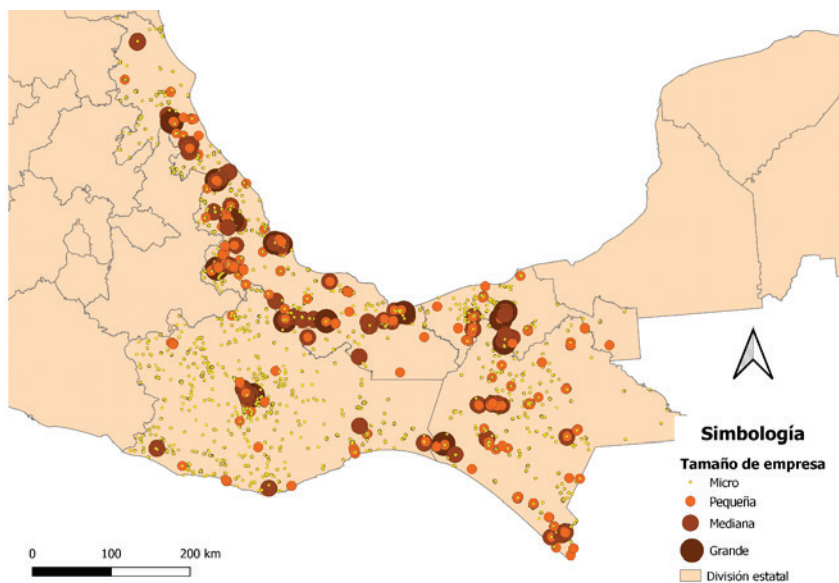 Simbología
Tamaño de empresa
Micro
Pequeña
Mediana
Grande
División estatal
0 100 200 km